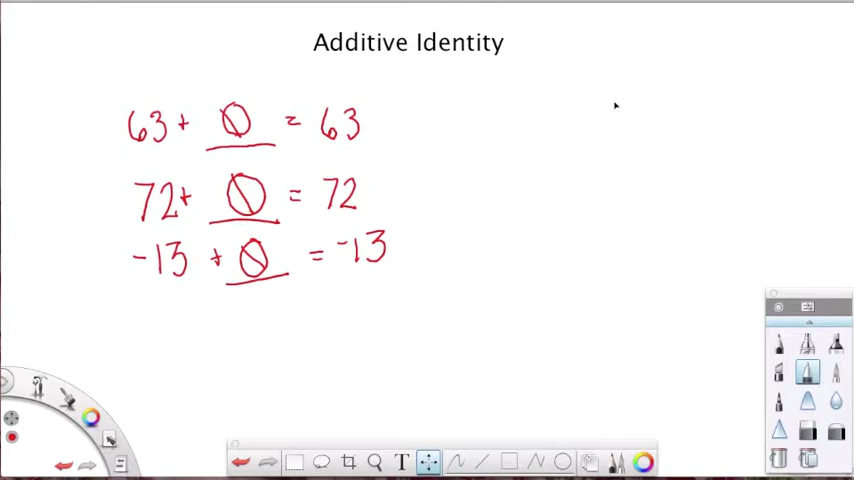 Additive Identity
63 + 0 = 63
72 + 0 = 72
-13 + 0 = -13
T